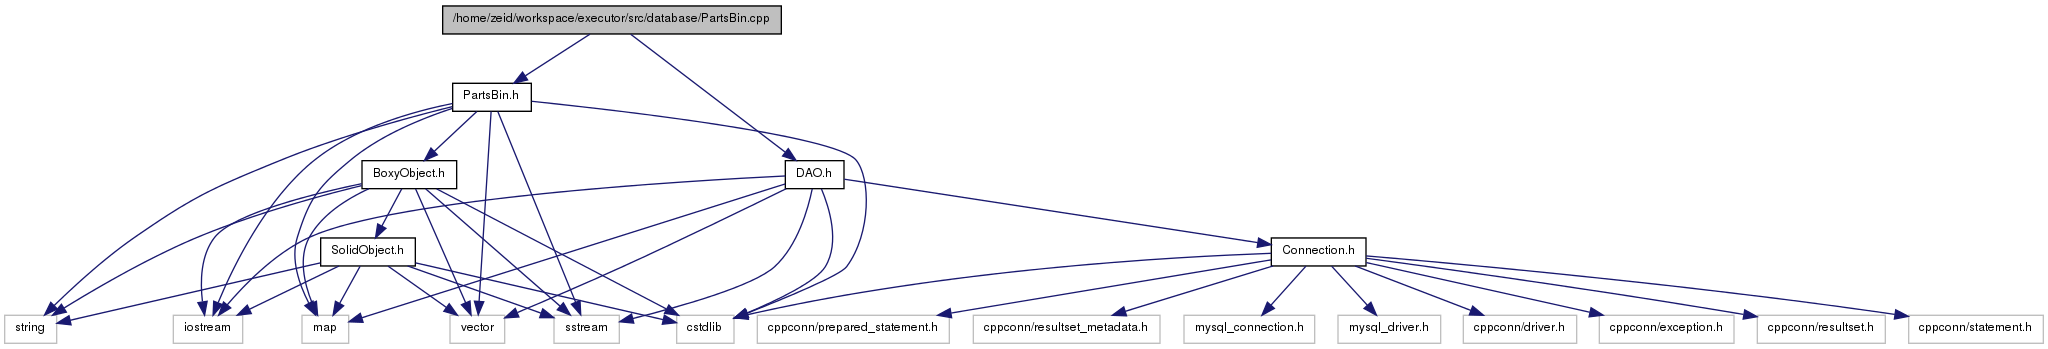 /home/zeid/workspace/executor/src/database/PartsBin.cpp
PartsBin.h
BoxyObject.h
DAO.h
SolidObject.h
Connection.h
string
iostream
map
vector
sstream
cstdlib
cppconn/prepared_statement.h
cppconn/resultset_metadata.h
mysql_connection.h
mysql_driver.h
cppconn/driver.h
cppconn/exception.h
cppconn/resultset.h
cppconn/statement.h